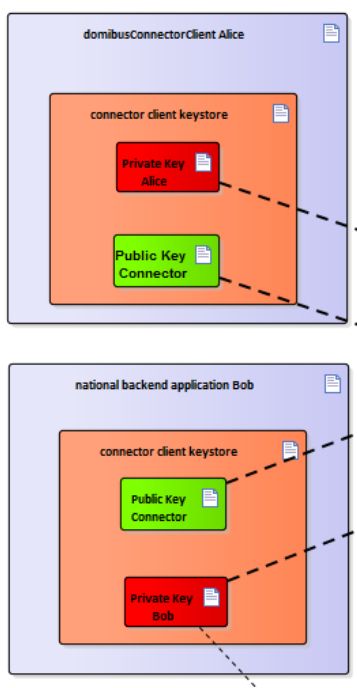 domibusConnectorClient Alice
connector client keystore
Private Key
Alice
Public Key
Connector
national backend application Bob
connector client keystore
Public Key
Connector
Private Key
Bob